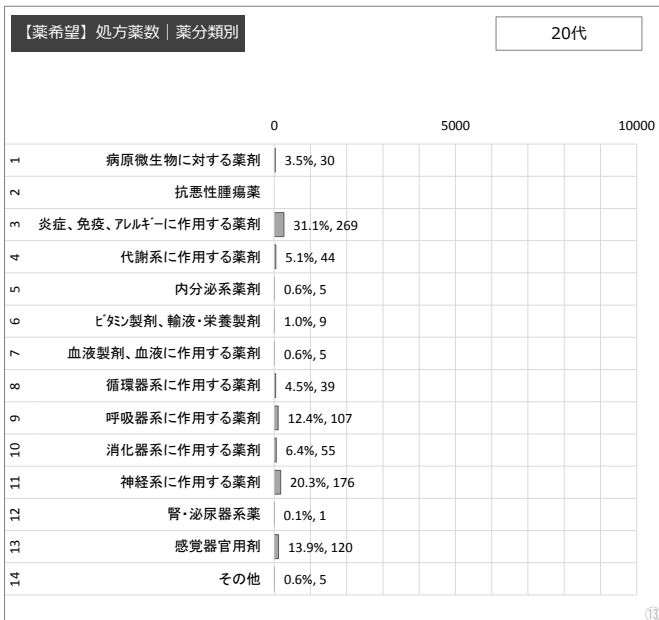 【薬希望】処方薬数｜薬分類別
20代
0 5000 10000
1 病原微生物に対する薬剤 3.5%, 30
2 抗悪性腫瘍薬
3 炎症、免疫、ｱﾚﾙｷﾞｰに作用する薬剤 31.1%, 269
4 代謝系に作用する薬剤 5.1%, 44
5 内分泌系薬剤 0.6%, 5
6 ﾋﾞﾀﾐﾝ製剤、輸液・栄養製剤 1.0%, 9
7 血液製剤、血液に作用する薬剤 0.6%, 5
8 循環器系に作用する薬剤 4.5%, 39
9 呼吸器系に作用する薬剤 12.4%, 107
10 消化器系に作用する薬剤 6.4%, 55
11 神経系に作用する薬剤 20.3%, 176
12 腎・泌尿器系薬 0.1%, 1
13 感覚器官用剤 13.9%, 120
14 その他 0.6%, 5
⑬